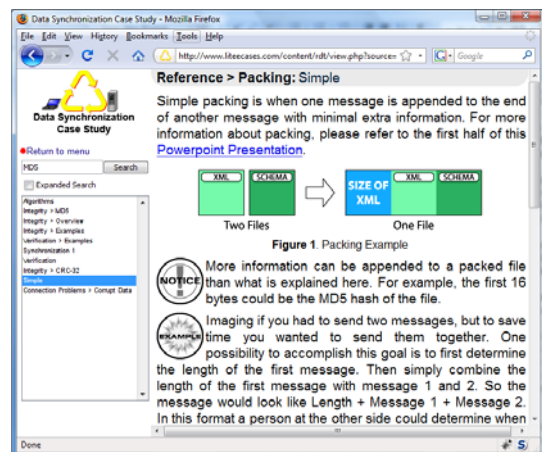 Data Synchronization Case Study - Mozilla Firefox
File Edit View History Bookmarks Tools Help
http://www.liteecases.com/content/rdt/view.php?source=
Google
Data Synchronization
Case Study
Return to menu
MD5 Search
Expanded Search
Algorithms
Integrity > MD5
Integrity > Overview
Integrity > Examples
Verification > Examples
Synchronization 1
Verification
Integrity > CRC-32
Simple
Connection Problems > Corrupt Data
Reference > Packing: Simple
Simple packing is when one message is appended to the end
of another message with minimal extra information. For more
information about packing, please refer to the first half of this
Powerpoint Presentation.
XML SCHEMA SIZE OF XML XML SCHEMA
Two Files One File
Figure 1. Packing Example
NOTICE
More information can be appended to a packed file
than what is explained here. For example, the first 16
bytes could be the MD5 hash of the file.
EXAMPLE
Imaging if you had to send two messages, but to save
time you wanted to send them together. One
possibility to accomplish this goal is to first determine
the length of the first message. Then simply combine the
length of the first message with message 1 and 2. So the
message would look like Length + Message 1 + Message 2.
In this format a person at the other side could determine when
Done